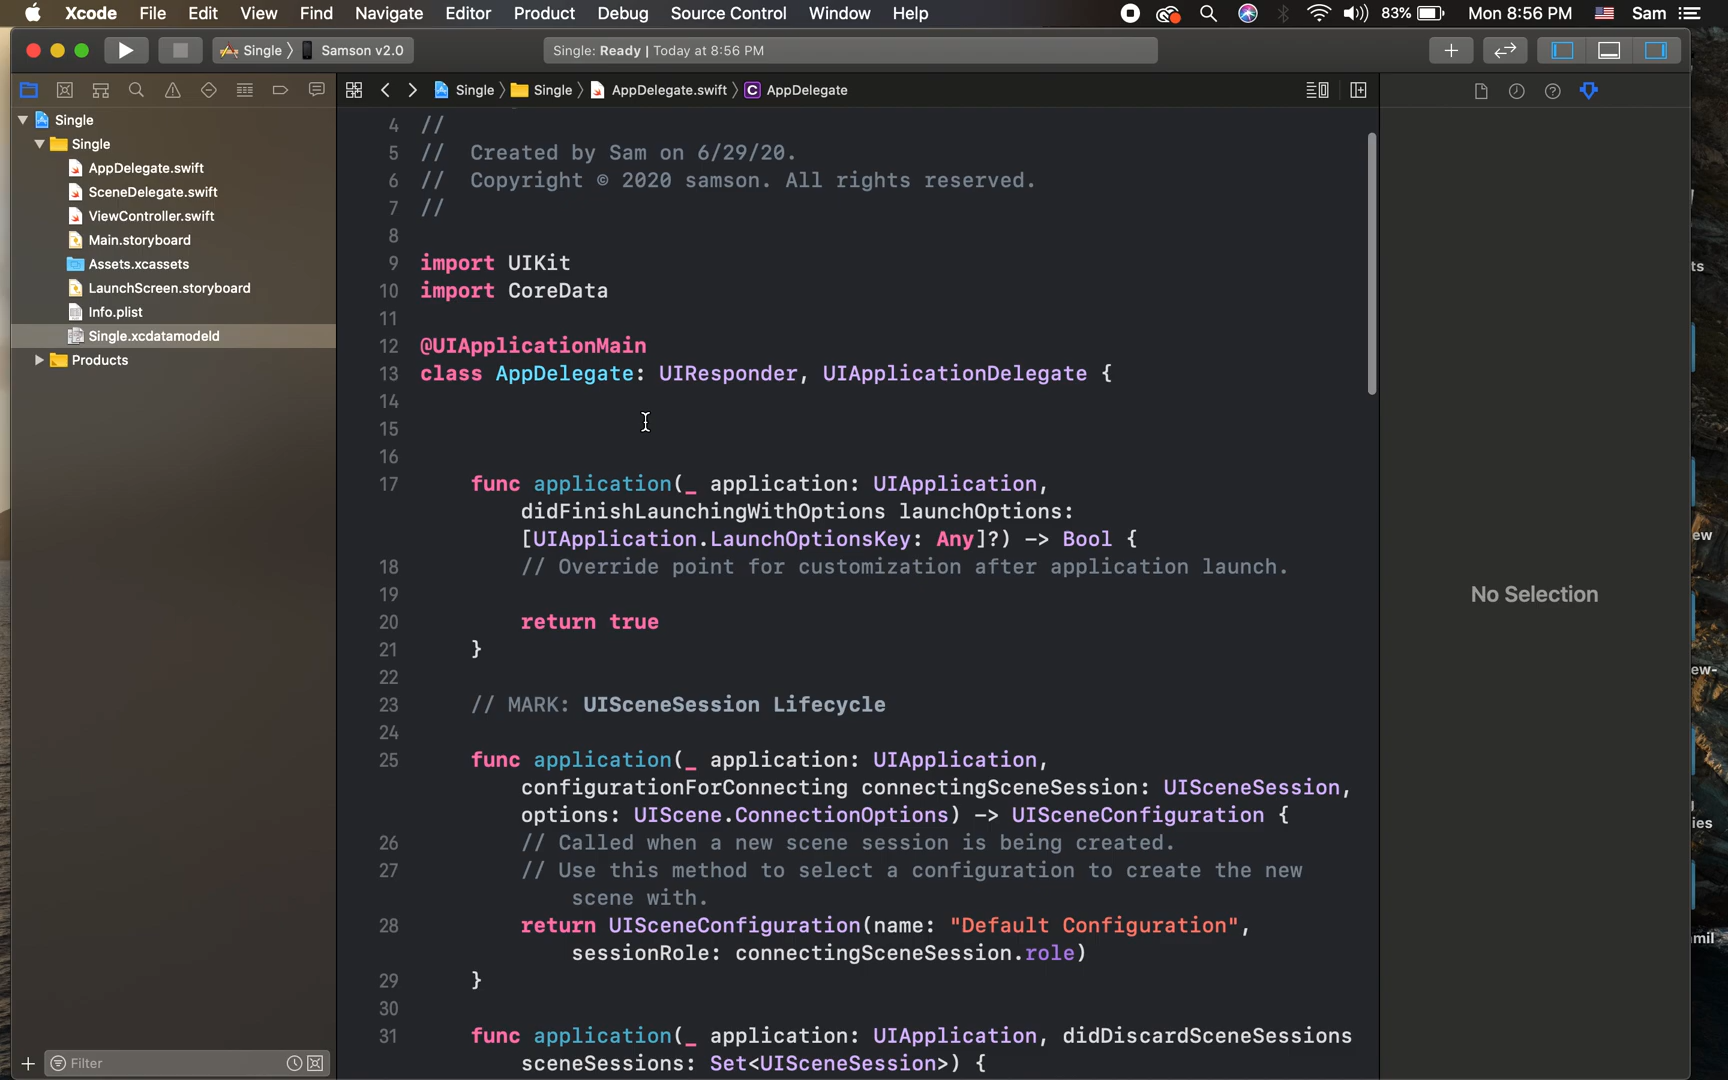 Xcode File Edit View Find Navigate Editor Product Debug Source Control Window Help 83% Mon 8:56 PM Sam
Single 〉 Samson v2.0
Single: Ready | Today at 8:56 PM
Single 〉 Single 〉 AppDelegate.swift 〉 C AppDelegate
Single
Single
AppDelegate.swift
SceneDelegate.swift
ViewController.swift
Main.storyboard
Assets.xcassets
LaunchScreen.storyboard
Info.plist
Single.xcdatamodeld
Products
Filter
4 //
5 // Created by Sam on 6/29/20.
6 // Copyright © 2020 samson. All rights reserved.
7 //
8
9 import UIKit
10 import CoreData
11
12 @UIApplicationMain
13 class AppDelegate: UIResponder, UIApplicationDelegate {
14
15
16
17 func application(_ application: UIApplication,
didFinishLaunchingWithOptions launchOptions:
[UIApplication.LaunchOptionsKey: Any]?) -> Bool {
18 // Override point for customization after application launch.
19
20 return true
21 }
22
23 // MARK: UISceneSession Lifecycle
24
25 func application(_ application: UIApplication,
configurationForConnecting connectingSceneSession: UISceneSession,
options: UIScene.ConnectionOptions) -> UISceneConfiguration {
26 // Called when a new scene session is being created.
27 // Use this method to select a configuration to create the new
scene with.
28 return UISceneConfiguration(name: "Default Configuration",
sessionRole: connectingSceneSession.role)
29 }
30
31 func application(_ application: UIApplication, didDiscardSceneSessions
sceneSessions: Set<UISceneSession>) {
No Selection